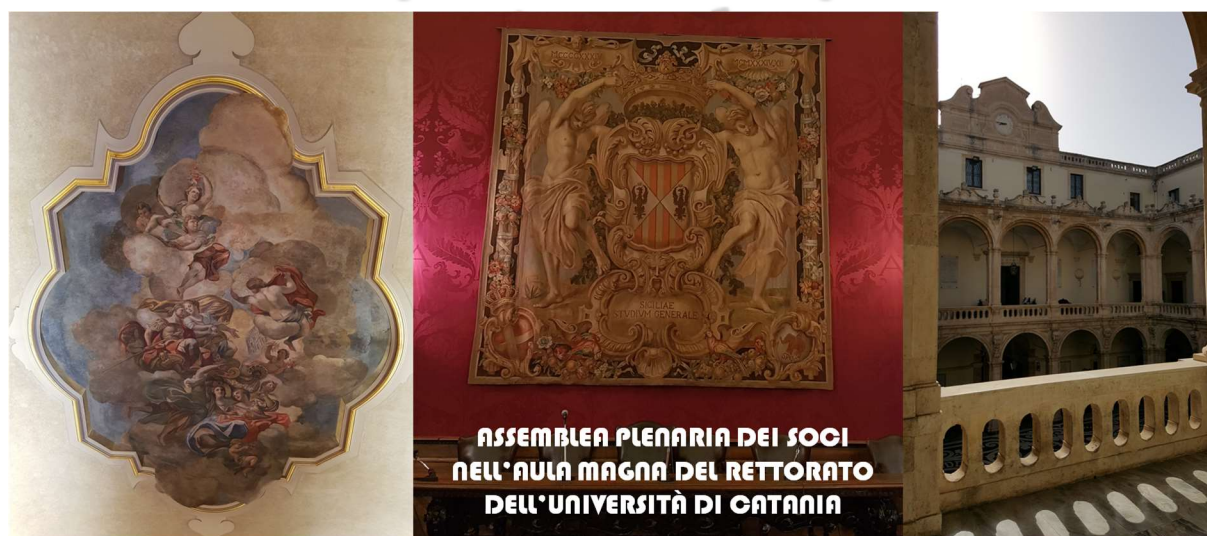 SICILIAE
STVDIVM GENERALE
ASSEMBLEA PLENARIA DEI SOCI
NELL'AULA MAGNA DEL RETTORATO
DELL'UNIVERSITÀ DI CATANIA